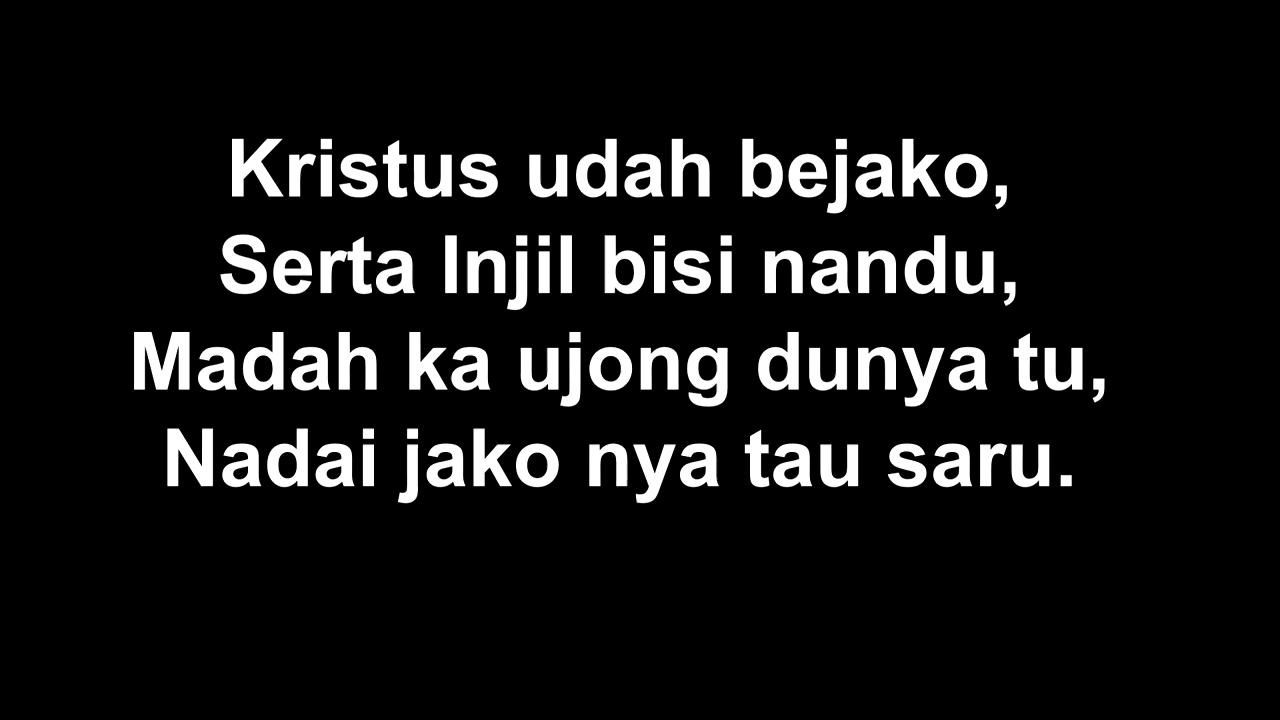 Kristus udah bejako,
Serta Injil bisi nandu,
Madah ka ujong dunya tu,
Nadai jako nya tau saru.